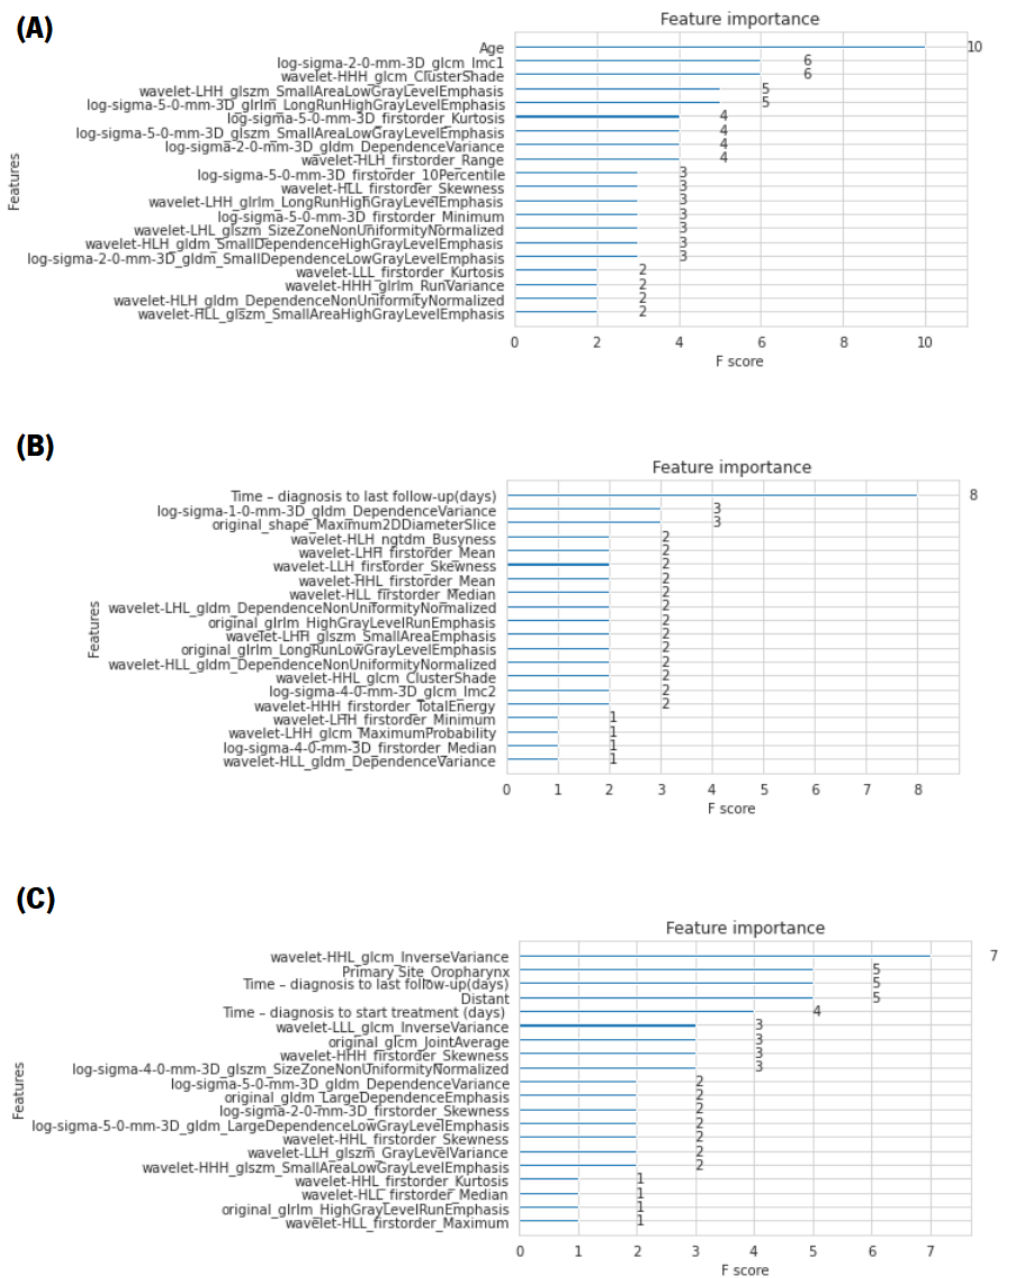 (A)
Feature importance
Age 10
log-sigma-2-0-mm-3D_glcm_Imc1 6
wavelet-HHH_glcm_ClusterShade 6
wavelet-LHH_glszm_SmallAreaLowGrayLevelEmphasis 5
log-sigma-5-0-mm-3D_glrlm_LongRunHighGrayLevelEmphasis 5
log-sigma-5-0-mm-3D_firstorder_Kurtosis 4
log-sigma-5-0-mm-3D_glszm_SmallAreaLowGrayLevelEmphasis 4
log-sigma-2-0-mm-3D_gldm_DependenceVariance 4
wavelet-HLH_firstorder_Range 4
log-sigma-5-0-mm-3D_firstorder_10Percentile 3
wavelet-HLL_firstorder_Skewness 3
wavelet-LHH_glrlm_LongRunHighGrayLevelEmphasis 3
log-sigma-5-0-mm-3D_firstorder_Minimum 3
wavelet-LHL_glszm_SizeZoneNonUniformityNormalized 3
wavelet-HLH_gldm_SmallDependenceHighGrayLevelEmphasis 3
log-sigma-2-0-mm-3D_gldm_SmallDependenceLowGrayLevelEmphasis 3
wavelet-LLL_firstorder_Kurtosis 2
wavelet-HHH_glrlm_RunVariance 2
wavelet-HLH_gldm_DependenceNonUniformityNormalized 2
wavelet-HLL_glszm_SmallAreaHighGrayLevelEmphasis 2
Features
0 2 4 6 8 10
F score
(B)
Feature importance
Time – diagnosis to last follow-up(days) 8
log-sigma-1-0-mm-3D_gldm_DependenceVariance 3
original_shape_Maximum2DDiameterSlice 3
wavelet-HLH_ngtdm_Busyness 2
wavelet-LHH_firstorder_Mean 2
wavelet-LLH_firstorder_Skewness 2
wavelet-HHL_firstorder_Mean 2
wavelet-HLL_firstorder_Median 2
wavelet-LHL_gldm_DependenceNonUniformityNormalized 2
original_glrlm_HighGrayLevelRunEmphasis 2
wavelet-LHH_glszm_SmallAreaEmphasis 2
original_glrlm_LongRunLowGrayLevelEmphasis 2
wavelet-HLL_gldm_DependenceNonUniformityNormalized 2
wavelet-HHL_glcm_ClusterShade 2
log-sigma-4-0-mm-3D_glcm_Imc2 2
wavelet-HHH_firstorder_TotalEnergy 2
wavelet-LHH_firstorder_Minimum 1
wavelet-LHH_glcm_MaximumProbability 1
log-sigma-4-0-mm-3D_firstorder_Median 1
wavelet-HLL_gldm_DependenceVariance 1
Features
0 1 2 3 4 5 6 7 8
F score
(C)
Feature importance
wavelet-HHL_glcm_InverseVariance 7
Primary Site_Oropharynx 5
Time – diagnosis to last follow-up(days) 5
Distant 5
Time – diagnosis to start treatment (days) 4
wavelet-LLL_glcm_InverseVariance 3
original_glcm_JointAverage 3
wavelet-HHH_firstorder_Skewness 3
log-sigma-4-0-mm-3D_glszm_SizeZoneNonUniformityNormalized 3
log-sigma-5-0-mm-3D_gldm_DependenceVariance 2
original_gldm_LargeDependenceEmphasis 2
log-sigma-2-0-mm-3D_firstorder_Skewness 2
log-sigma-5-0-mm-3D_gldm_LargeDependenceLowGrayLevelEmphasis 2
wavelet-HHL_firstorder_Skewness 2
wavelet-LLH_glszm_GrayLevelVariance 2
wavelet-HHH_glszm_SmallAreaLowGrayLevelEmphasis 2
wavelet-HHL_firstorder_Kurtosis 1
wavelet-HLL_firstorder_Median 1
original_glrlm_HighGrayLevelRunEmphasis 1
wavelet-HLL_firstorder_Maximum 1
Features
0 1 2 3 4 5 6 7
F score